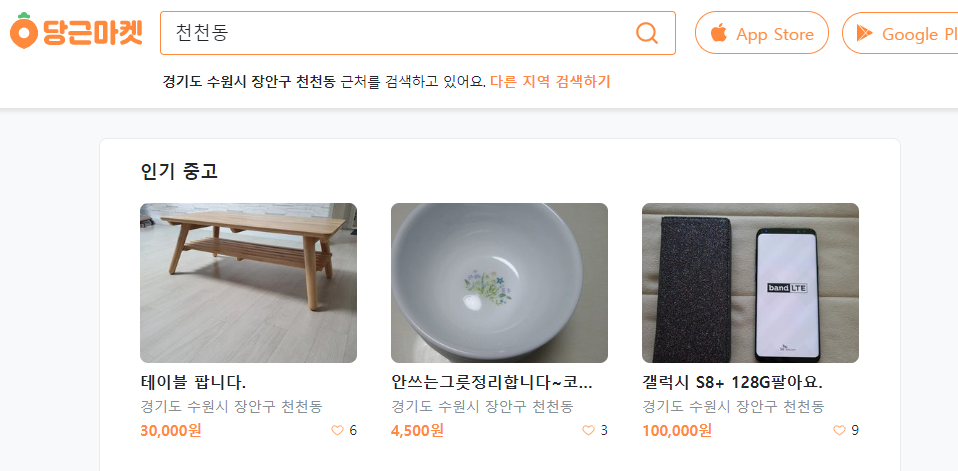 당근마켓
천천동
App Store
Google Pl
경기도 수원시 장안구 천천동 근처를 검색하고 있어요. 다른 지역 검색하기
인기 중고
band LTE
테이블 팝니다.
경기도 수원시 장안구 천천동
30,000원 6
안쓰는그릇정리합니다~코...
경기도 수원시 장안구 천천동
4,500원 3
갤럭시 S8+ 128G팔아요.
경기도 수원시 장안구 천천동
100,000원 9